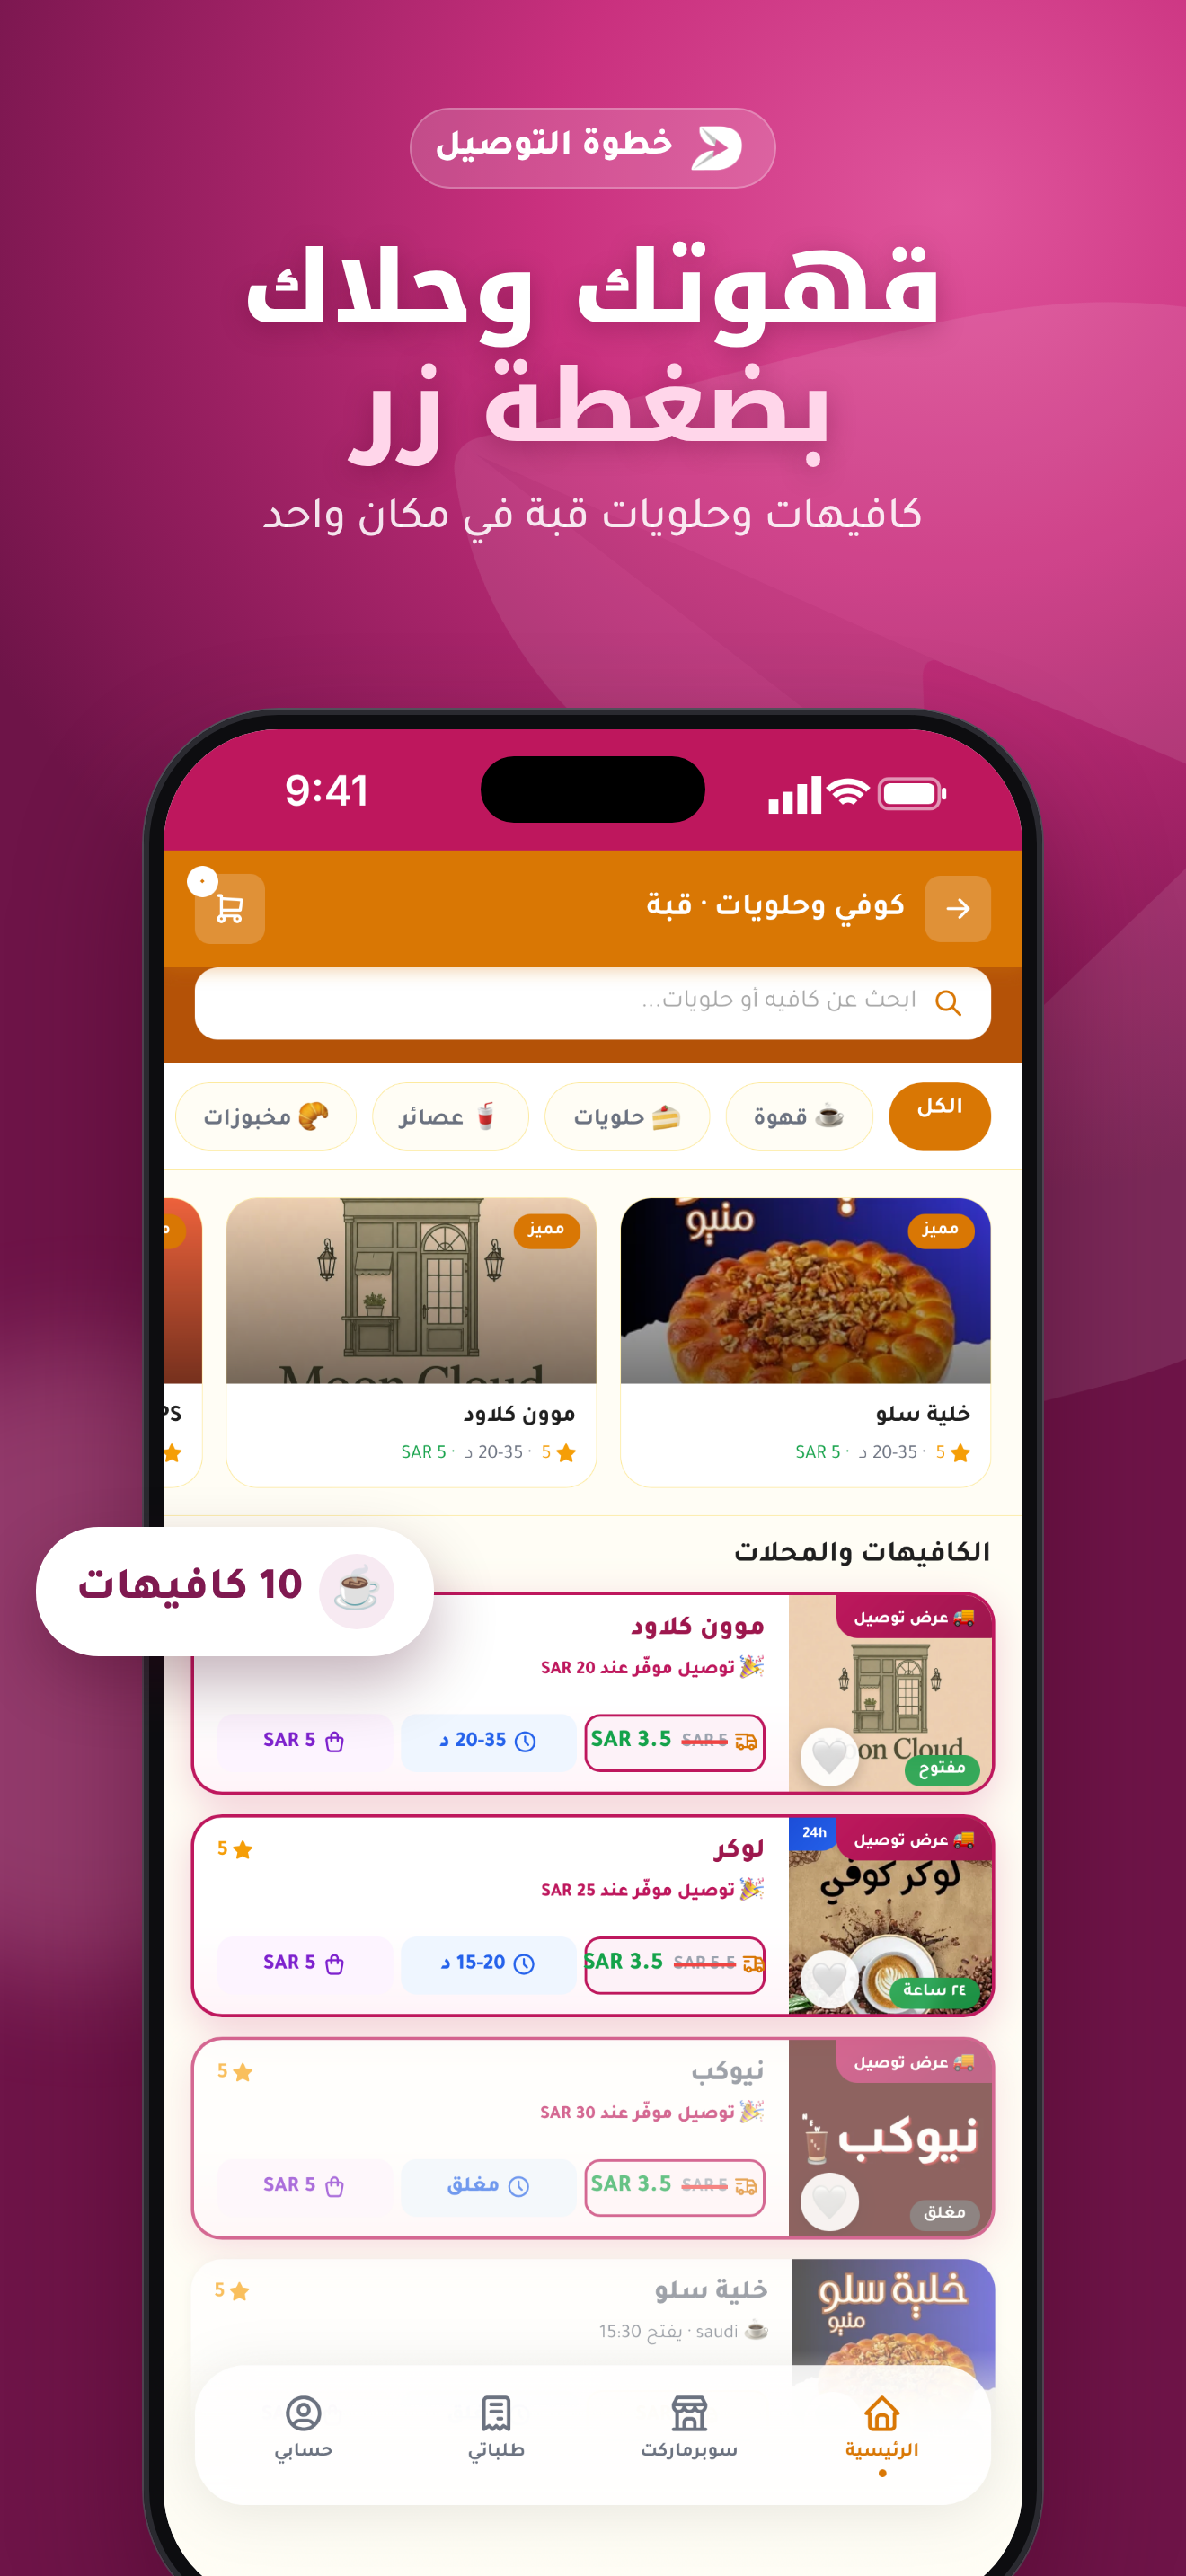 خطوة التوصيل
قهوتك وحلاك
بضغطة زر
كافيهات وحلويات قبة في مكان واحد
9:41
كوفي وحلويات · قبة
ابحث عن كافيه أو حلويات...
الكل
قهوة
حلويات
عصائر
مخبوزات
مميز
منيو
خلية سلو
5 · 20-35 د · SAR 5
مميز
Moon Cloud
موون كلاود
5 · 20-35 د · SAR 5
PS
الكافيهات والمحلات
10 كافيهات
عرض توصيل
مفتوح
موون كلاود
توصيل موفّر عند SAR 20
SAR 5 SAR 3.5
20-35 د
SAR 5
عرض توصيل
24h
لوكر كوفي
٢٤ ساعة
لوكر
5
توصيل موفّر عند SAR 25
SAR 5.5 SAR 3.5
15-20 د
SAR 5
عرض توصيل
نيوكب
مغلق
نيوكب
5
توصيل موفّر عند SAR 30
SAR 5 SAR 3.5
مغلق
SAR 5
خلية سلو
منيو
خلية سلو
5
saudi · يفتح 15:30
الرئيسية
سوبرماركت
طلباتي
حسابي